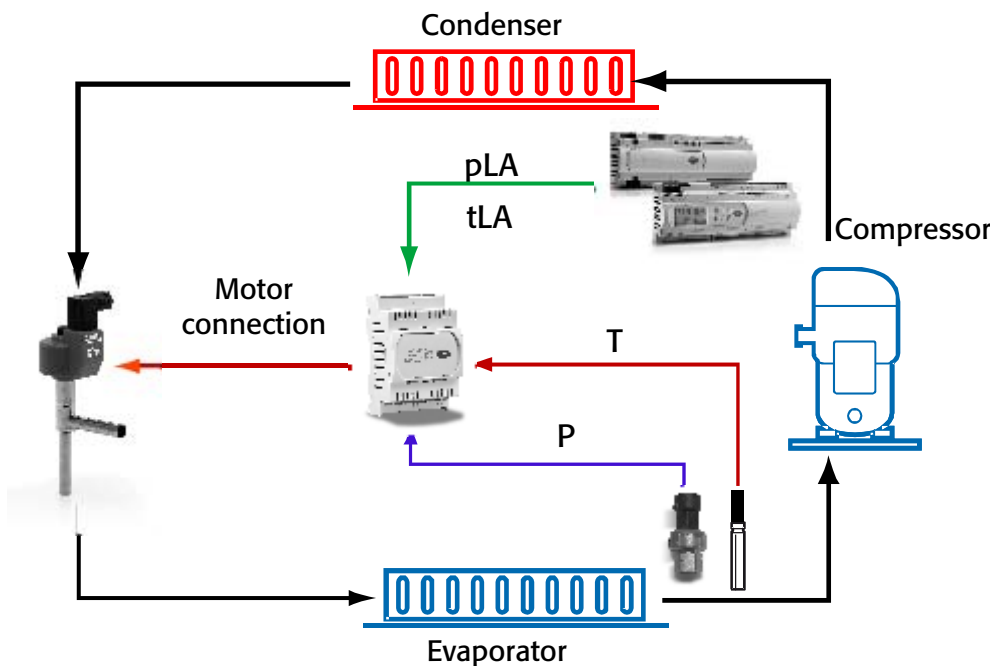 Condenser
pLA
tLA
Compressor
Motor
connection
T
P
Evaporator